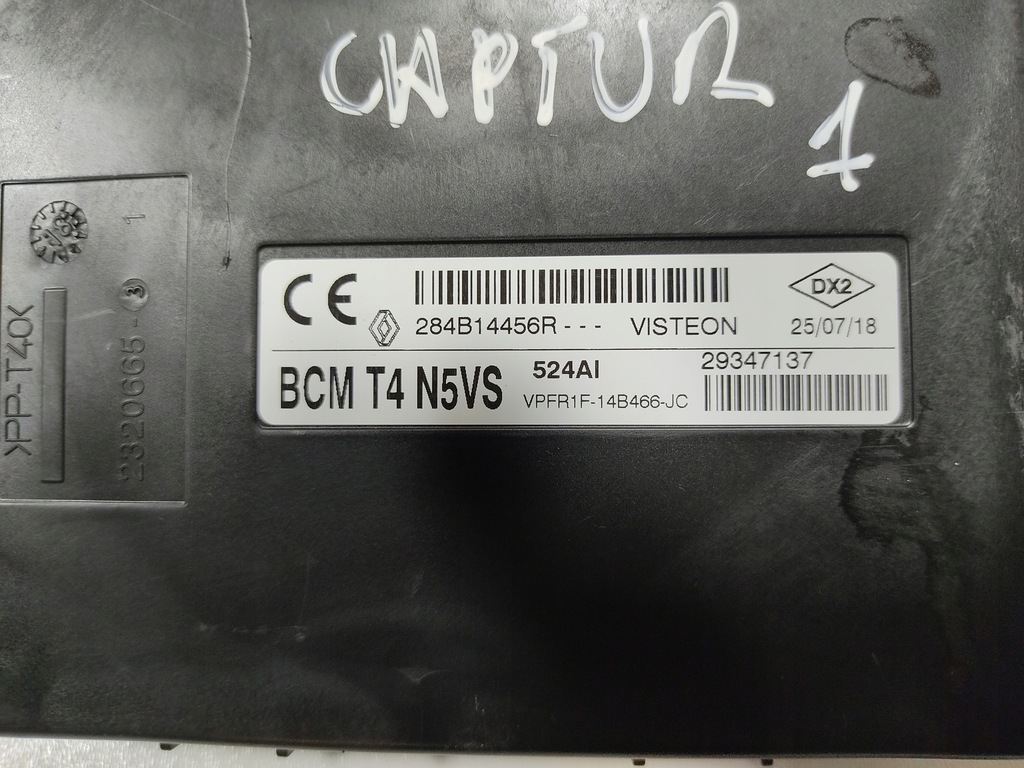 CAPTUR
1
CE
DX2
284B14456R--- VISTEON 25/07/18
BCM T4 N5VS 524AI 29347137
VPFR1F-14B466-JC
>PP-T40<
2320665-3 1